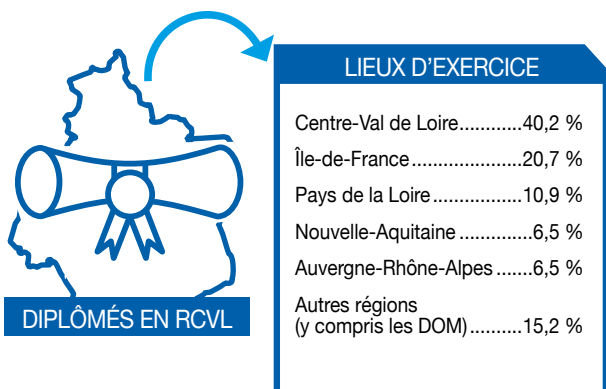 LIEUX D'EXERCICE
Centre-Val de Loire............40,2 %
Île-de-France.................20,7 %
Pays de la Loire..............10,9 %
Nouvelle-Aquitaine............6,5 %
Auvergne-Rhône-Alpes.......6,5 %
Autres régions
(y compris les DOM)..........15,2 %
DIPLÔMÉS EN RCVL